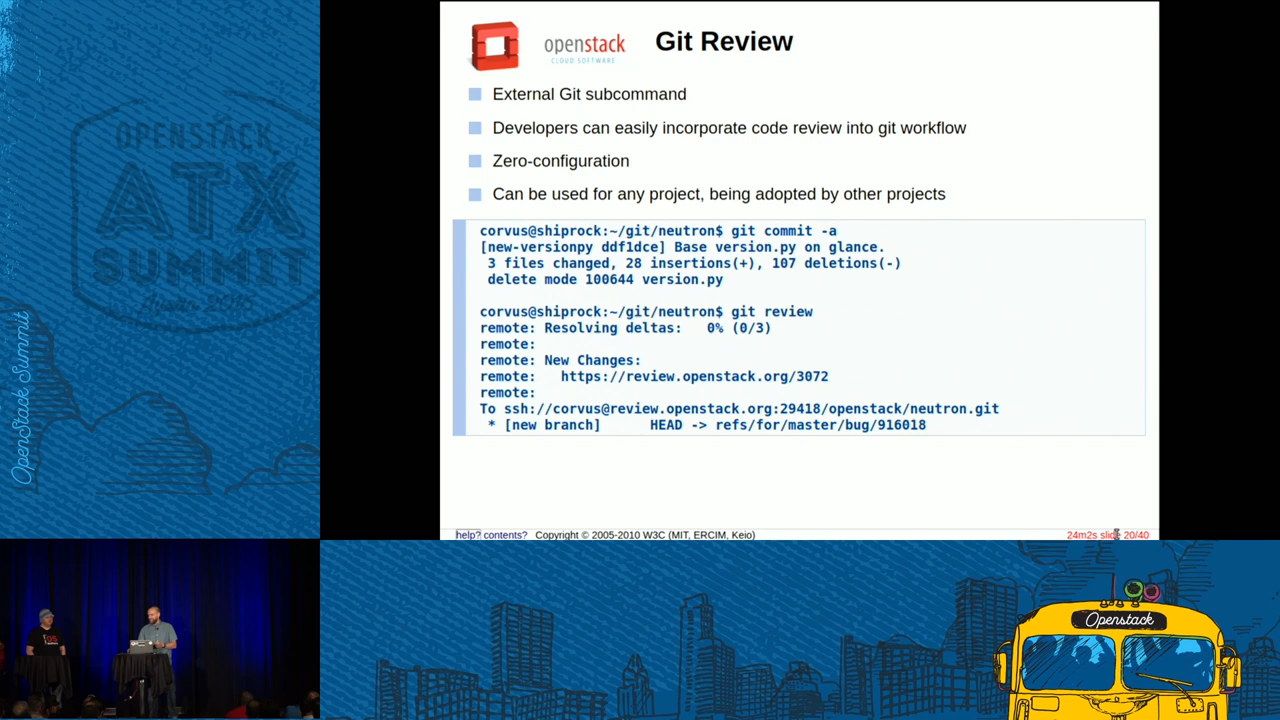 openstack
CLOUD SOFTWARE
Git Review
External Git subcommand
Developers can easily incorporate code review into git workflow
Zero-configuration
Can be used for any project, being adopted by other projects
corvus@shiprock:~/git/neutron$ git commit -a
[new-versionpy ddf1dce] Base version.py on glance.
3 files changed, 28 insertions(+), 107 deletions(-)
delete mode 100644 version.py
corvus@shiprock:~/git/neutron$ git review
remote: Resolving deltas: 0% (0/3)
remote:
remote: New Changes:
remote: https://review.openstack.org/3072
remote:
To ssh://corvus@review.openstack.org:29418/openstack/neutron.git
* [new branch] HEAD -> refs/for/master/bug/916018
help? contents? Copyright © 2005-2010 W3C (MIT, ERCIM, Keio)
24m2s slide 20/40
OPENSTACK
ATX
SUMMIT
OpenStack Summit
Openstack